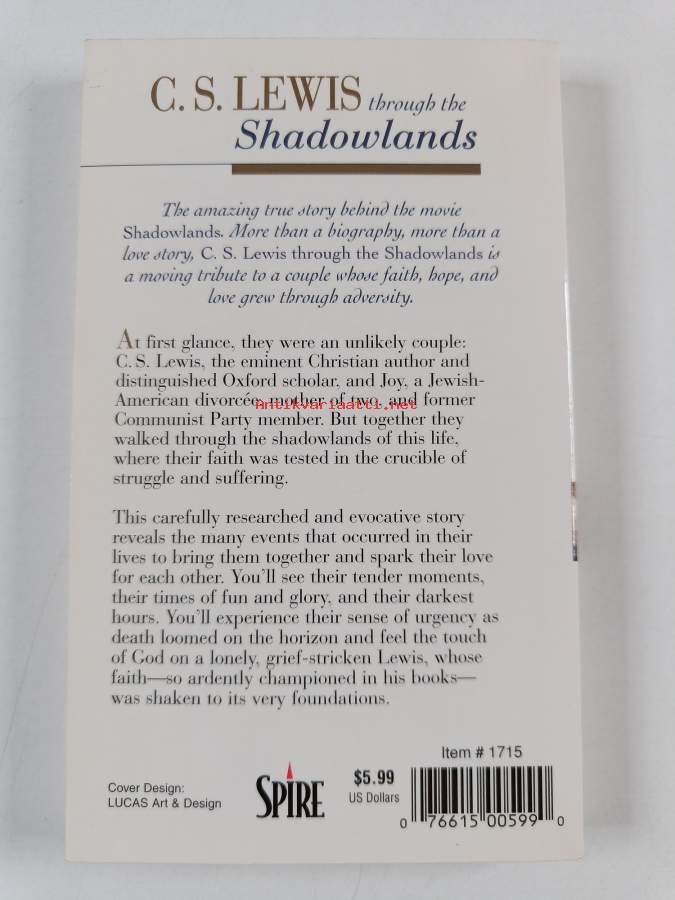 C. S. LEWIS through the
Shadowlands
The amazing true story behind the movie
Shadowlands. More than a biography, more than a
love story, C. S. Lewis through the Shadowlands is
a moving tribute to a couple whose faith, hope, and
love grew through adversity.
At first glance, they were an unlikely couple:
C. S. Lewis, the eminent Christian author and
distinguished Oxford scholar, and Joy, a Jewish-
American divorcée, mother of two, and former
Antikvariaatti.net
Communist Party member. But together they
walked through the shadowlands of this life,
where their faith was tested in the crucible of
struggle and suffering.
This carefully researched and evocative story
reveals the many events that occurred in their
lives to bring them together and spark their love
for each other. You'll see their tender moments,
their times of fun and glory, and their darkest
hours. You'll experience their sense of urgency as
death loomed on the horizon and feel the touch
of God on a lonely, grief-stricken Lewis, whose
faith—so ardently championed in his books—
was shaken to its very foundations.
Cover Design:
LUCAS Art & Design
SPIRE
$5.99
US Dollars
Item # 1715
0 76615 00599 0